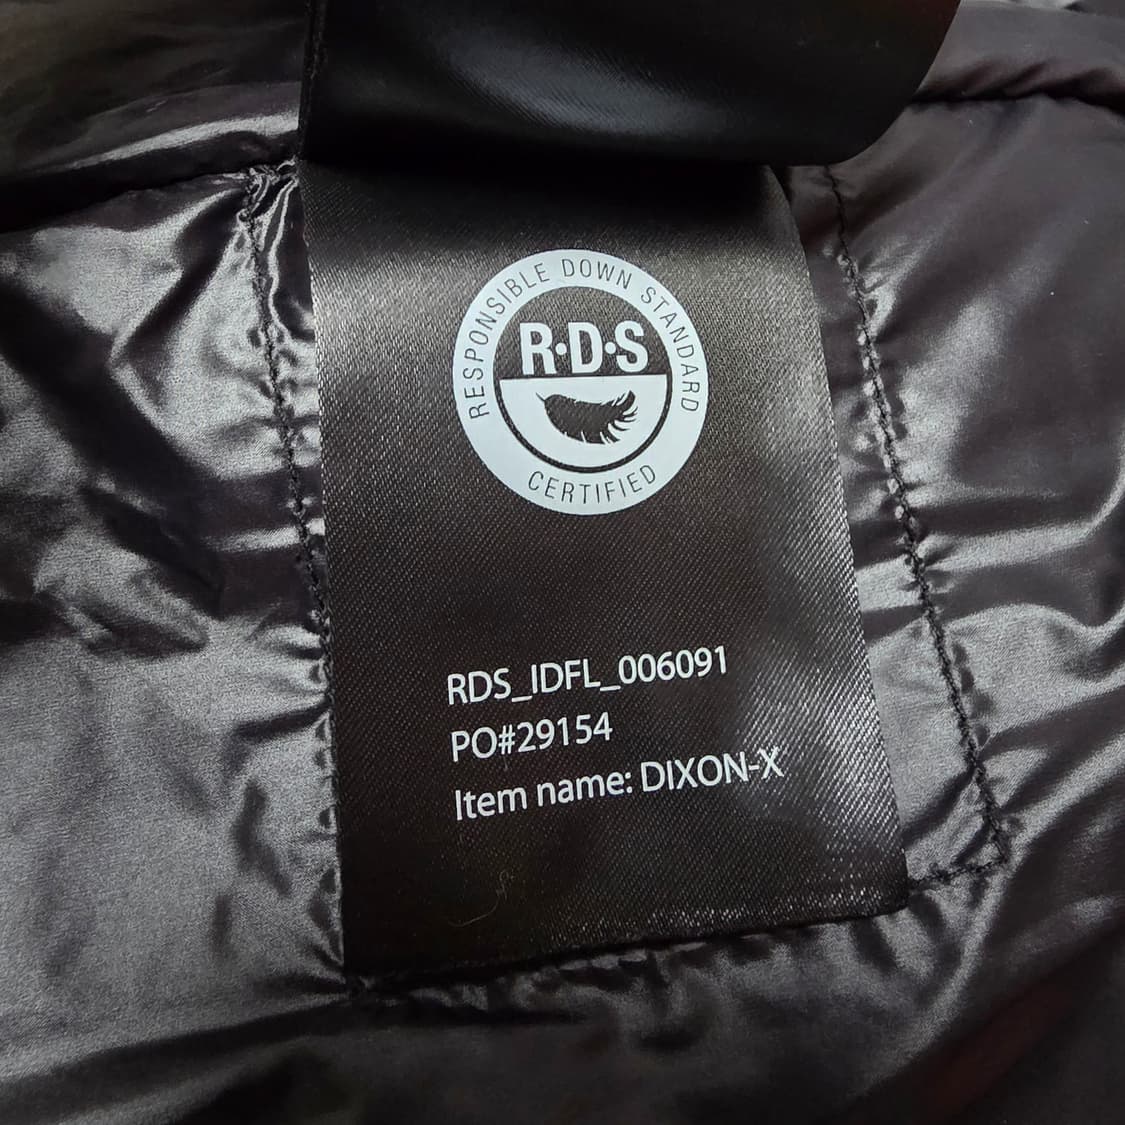 RESPONSIBLE DOWN STANDARD
R·D·S
CERTIFIED
RDS_IDFL_006091
PO#29154
Item name: DIXON-X